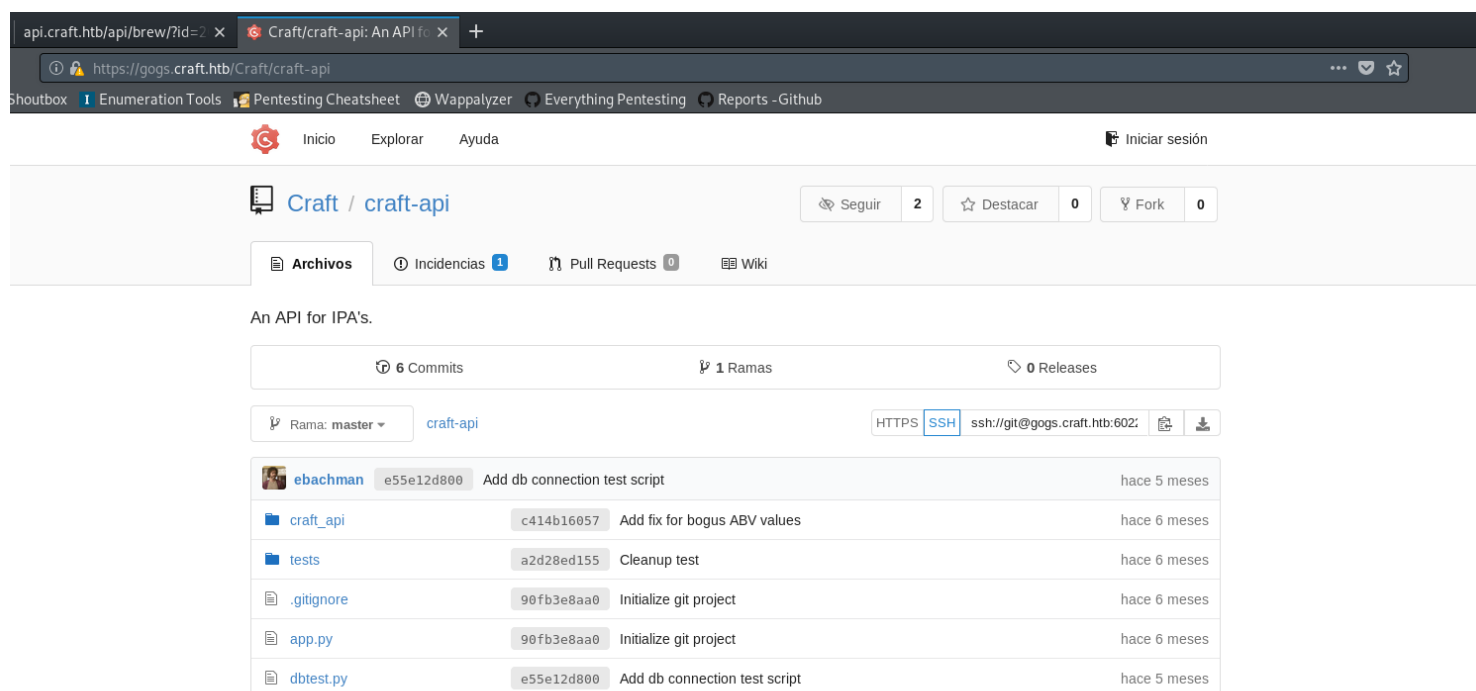 api.craft.htb/api/brew/?id=2 Craft/craft-api: An API fo
https://gogs.craft.htb/Craft/craft-api
Shoutbox Enumeration Tools Pentesting Cheatsheet Wappalyzer Everything Pentesting Reports - Github
Inicio Explorar Ayuda Iniciar sesión
Craft / craft-api Seguir 2 Destacar 0 Fork 0
Archivos Incidencias 1 Pull Requests 0 Wiki
An API for IPA's.
6 Commits 1 Ramas 0 Releases
Rama: master craft-api HTTPS SSH ssh://git@gogs.craft.htb:6022
ebachman e55e12d800 Add db connection test script hace 5 meses
craft_api c414b16057 Add fix for bogus ABV values hace 6 meses
tests a2d28ed155 Cleanup test hace 6 meses
.gitignore 90fb3e8aa0 Initialize git project hace 6 meses
app.py 90fb3e8aa0 Initialize git project hace 6 meses
dbtest.py e55e12d800 Add db connection test script hace 5 meses